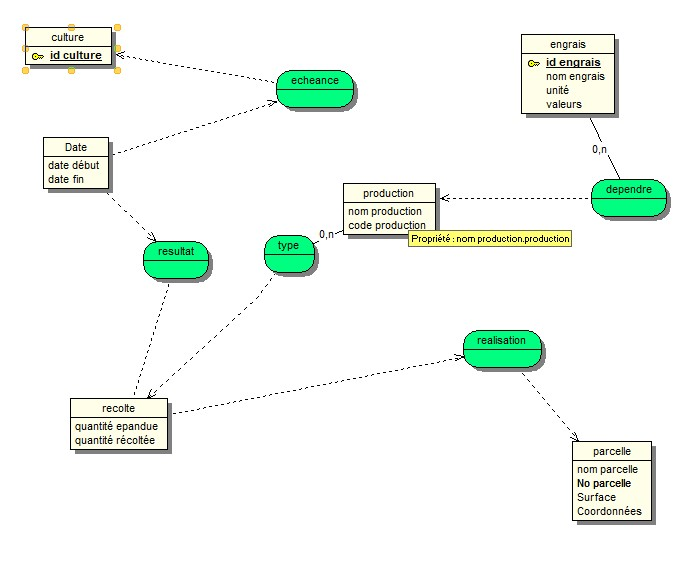 culture
id culture
echeance
engrais
id engrais
nom engrais
unité
valeurs
0,n
Date
date début
date fin
dependre
production
nom production
code production
Propriété : nom production.production
0,n
type
resultat
realisation
recolte
quantité epandue
quantité récoltée
parcelle
nom parcelle
No parcelle
Surface
Coordonnées